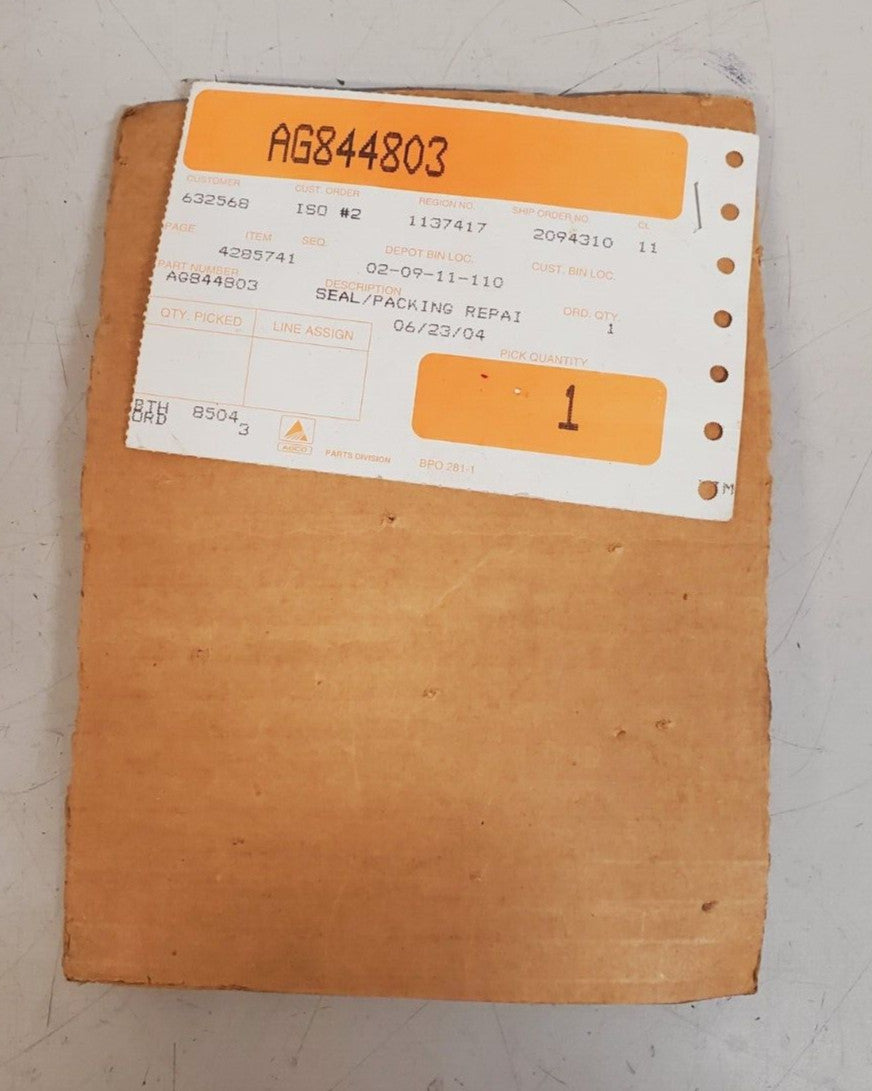 AG844803
CUSTOMER CUST. ORDER REGION NO. SHIP ORDER NO. CL
632568 ISO #2 1137417 2094310 11
PAGE ITEM SEQ. DEPOT BIN LOC. CUST. BIN LOC.
4285741 02-09-11-110
PART NUMBER DESCRIPTION ORD. QTY.
AG844803 SEAL/PACKING REPAI 1
06/23/04
QTY. PICKED LINE ASSIGN PICK QUANTITY
1
BTH 8504
ORD 3
AGCO PARTS DIVISION BPO 281-1